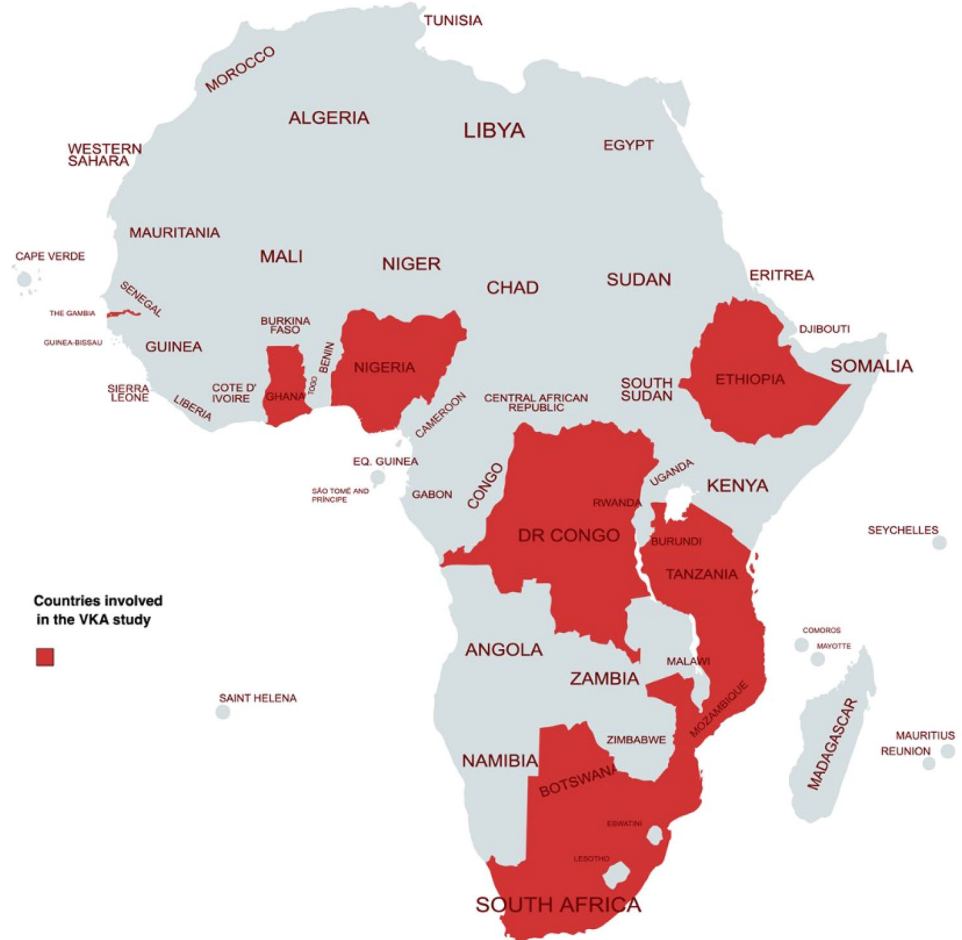 TUNISIA
MOROCCO
ALGERIA
LIBYA
EGYPT
WESTERN
SAHARA
MAURITANIA
MALI
NIGER
CHAD
SUDAN
ERITREA
CAPE VERDE
SENEGAL
THE GAMBIA
GUINEA-BISSAU
GUINEA
BURKINA
FASO
BENIN
NIGERIA
DJIBOUTI
SOMALIA
ETHIOPIA
SOUTH
SUDAN
SIERRA
LEONE
LIBERIA
COTE D'
IVOIRE
GHANA
TOGO
CAMEROON
CENTRAL AFRICAN
REPUBLIC
EQ. GUINEA
SÃO TOMÉ AND
PRÍNCIPE
GABON
CONGO
UGANDA
KENYA
RWANDA
DR CONGO
BURUNDI
TANZANIA
SEYCHELLES
Countries involved
in the VKA study
ANGOLA
ZAMBIA
MALAWI
COMOROS
MAYOTTE
SAINT HELENA
MOZAMBIQUE
MADAGASCAR
MAURITIUS
REUNION
ZIMBABWE
NAMIBIA
BOTSWANA
ESWATINI
LESOTHO
SOUTH AFRICA